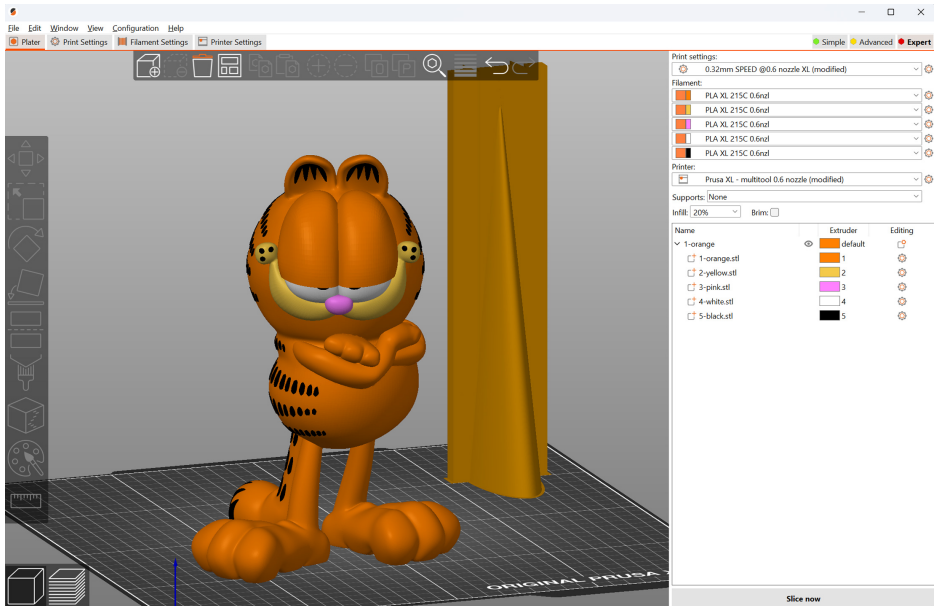 File Edit Window View Configuration Help
Plater Print Settings Filament Settings Printer Settings Simple Advanced Expert
Print settings:
0.32mm SPEED @0.6 nozzle XL (modified)
Filament:
PLA XL 215C 0.6nzl
PLA XL 215C 0.6nzl
PLA XL 215C 0.6nzl
PLA XL 215C 0.6nzl
PLA XL 215C 0.6nzl
Printer:
Prusa XL - multitool 0.6 nozzle (modified)
Supports: None
Infill: 20% Brim:
Name Extruder Editing
1-orange default
1-orange.stl 1
2-yellow.stl 2
3-pink.stl 3
4-white.stl 4
5-black.stl 5
ORIGINAL PRUSA
Slice now